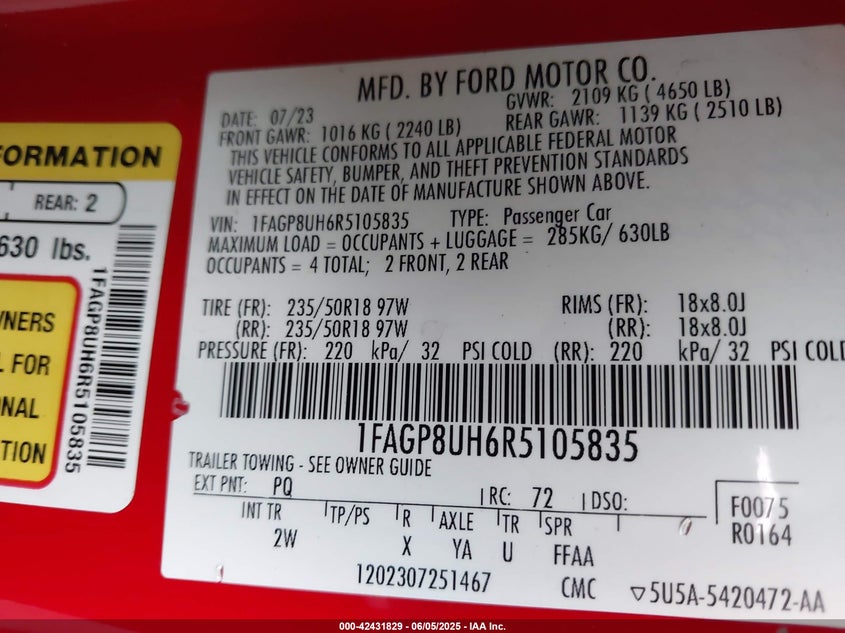 FORMATION
REAR: 2
630 lbs.
1FAGP8UH6R5105835
WNERS
L FOR
ONAL
TION
MFD. BY FORD MOTOR CO.
DATE: 07/23 GVWR: 2109 KG ( 4650 LB)
FRONT GAWR: 1016 KG ( 2240 LB) REAR GAWR: 1139 KG ( 2510 LB)
THIS VEHICLE CONFORMS TO ALL APPLICABLE FEDERAL MOTOR
VEHICLE SAFETY, BUMPER, AND THEFT PREVENTION STANDARDS
IN EFFECT ON THE DATE OF MANUFACTURE SHOWN ABOVE.
VIN: 1FAGP8UH6R5105835 TYPE: Passenger Car
MAXIMUM LOAD = OCCUPANTS + LUGGAGE = 285KG/ 630LB
OCCUPANTS = 4 TOTAL; 2 FRONT, 2 REAR
TIRE (FR): 235/50R18 97W RIMS (FR): 18x8.0J
(RR): 235/50R18 97W (RR): 18x8.0J
PRESSURE (FR): 220 kPa/ 32 PSI COLD (RR): 220 kPa/ 32 PSI COLD
1FAGP8UH6R5105835
TRAILER TOWING - SEE OWNER GUIDE
EXT PNT: PQ RC: 72 DSO: F0075
INT TR TP/PS R AXLE TR SPR R0164
2W X YA U FFAA
1202307251467 CMC ▽5U5A-5420472-AA
000-42431829 - 06/05/2025 - IAA Inc.